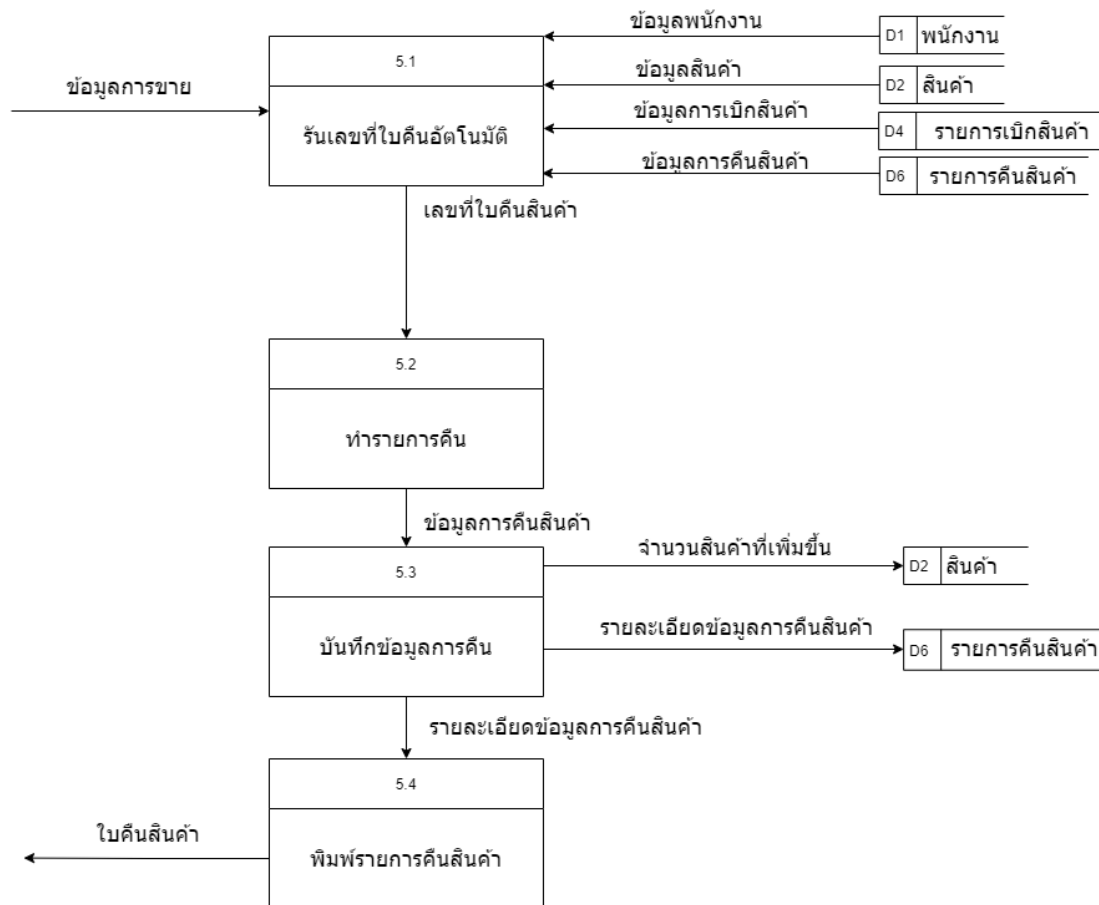 ข้อมูลพนักงาน
D1 พนักงาน
5.1
ข้อมูลสินค้า
D2 สินค้า
ข้อมูลการขาย
ข้อมูลการเบิกสินค้า
D4 รายการเบิกสินค้า
รันเลขที่ใบคืนอัตโนมัติ
ข้อมูลการคืนสินค้า
D6 รายการคืนสินค้า
เลขที่ใบคืนสินค้า
5.2
ทำรายการคืน
ข้อมูลการคืนสินค้า
จำนวนสินค้าที่เพิ่มขึ้น
5.3
D2 สินค้า
รายละเอียดข้อมูลการคืนสินค้า
บันทึกข้อมูลการคืน
D6 รายการคืนสินค้า
รายละเอียดข้อมูลการคืนสินค้า
5.4
ใบคืนสินค้า
พิมพ์รายการคืนสินค้า